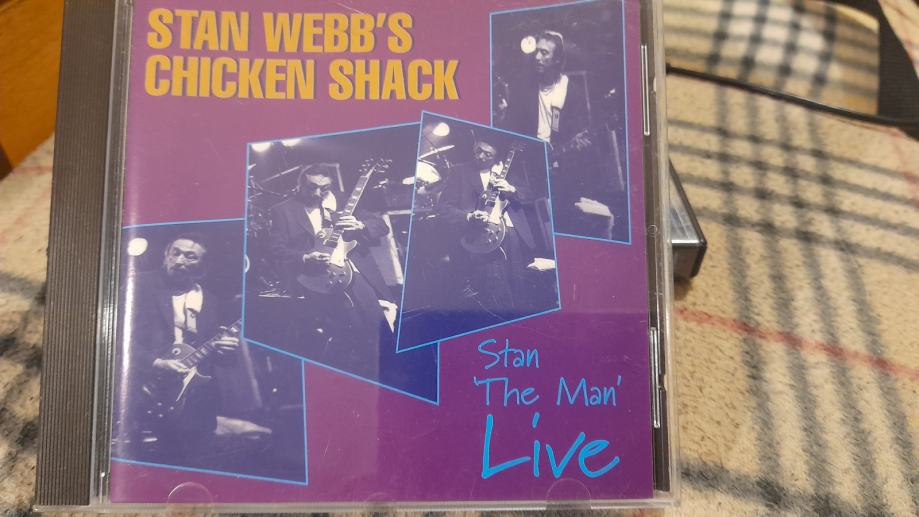 STAN WEBB'S
CHICKEN SHACK
Stan
'The Man'
Live